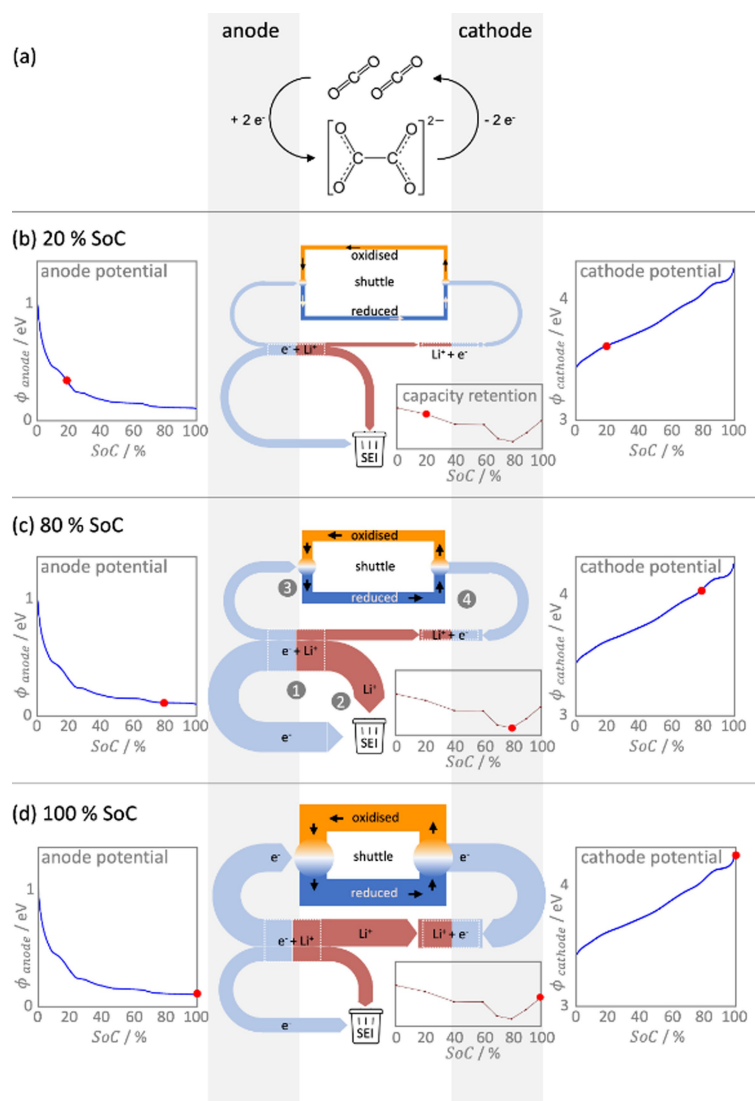 anode cathode
(a)
O C O O C O
+ 2 e⁻ - 2 e⁻
2−
O O
C C
O O
(b) 20 % SoC
anode potential
ϕ anode / eV
1
0
0 20 40 60 80 100
SoC / %
oxidised
shuttle
reduced
e⁻ + Li⁺ Li⁺ + e⁻
SEI
capacity retention
0 20 40 60 80 100
SoC / %
cathode potential
ϕ cathode / eV
4
3
0 20 40 60 80 100
SoC / %
(c) 80 % SoC
anode potential
ϕ anode / eV
1
0
0 20 40 60 80 100
SoC / %
oxidised
shuttle
reduced
3 4
e⁻ + Li⁺ Li⁺ + e⁻
1 2
Li⁺
e⁻
SEI
0 20 40 60 80 100
SoC / %
cathode potential
ϕ cathode / eV
4
3
0 20 40 60 80 100
SoC / %
(d) 100 % SoC
anode potential
ϕ anode / eV
1
0
0 20 40 60 80 100
SoC / %
oxidised
e⁻ shuttle e⁻
reduced
e⁻ + Li⁺ Li⁺ Li⁺ + e⁻
e⁻
SEI
0 20 40 60 80 100
SoC / %
cathode potential
ϕ cathode / eV
4
3
0 20 40 60 80 100
SoC / %